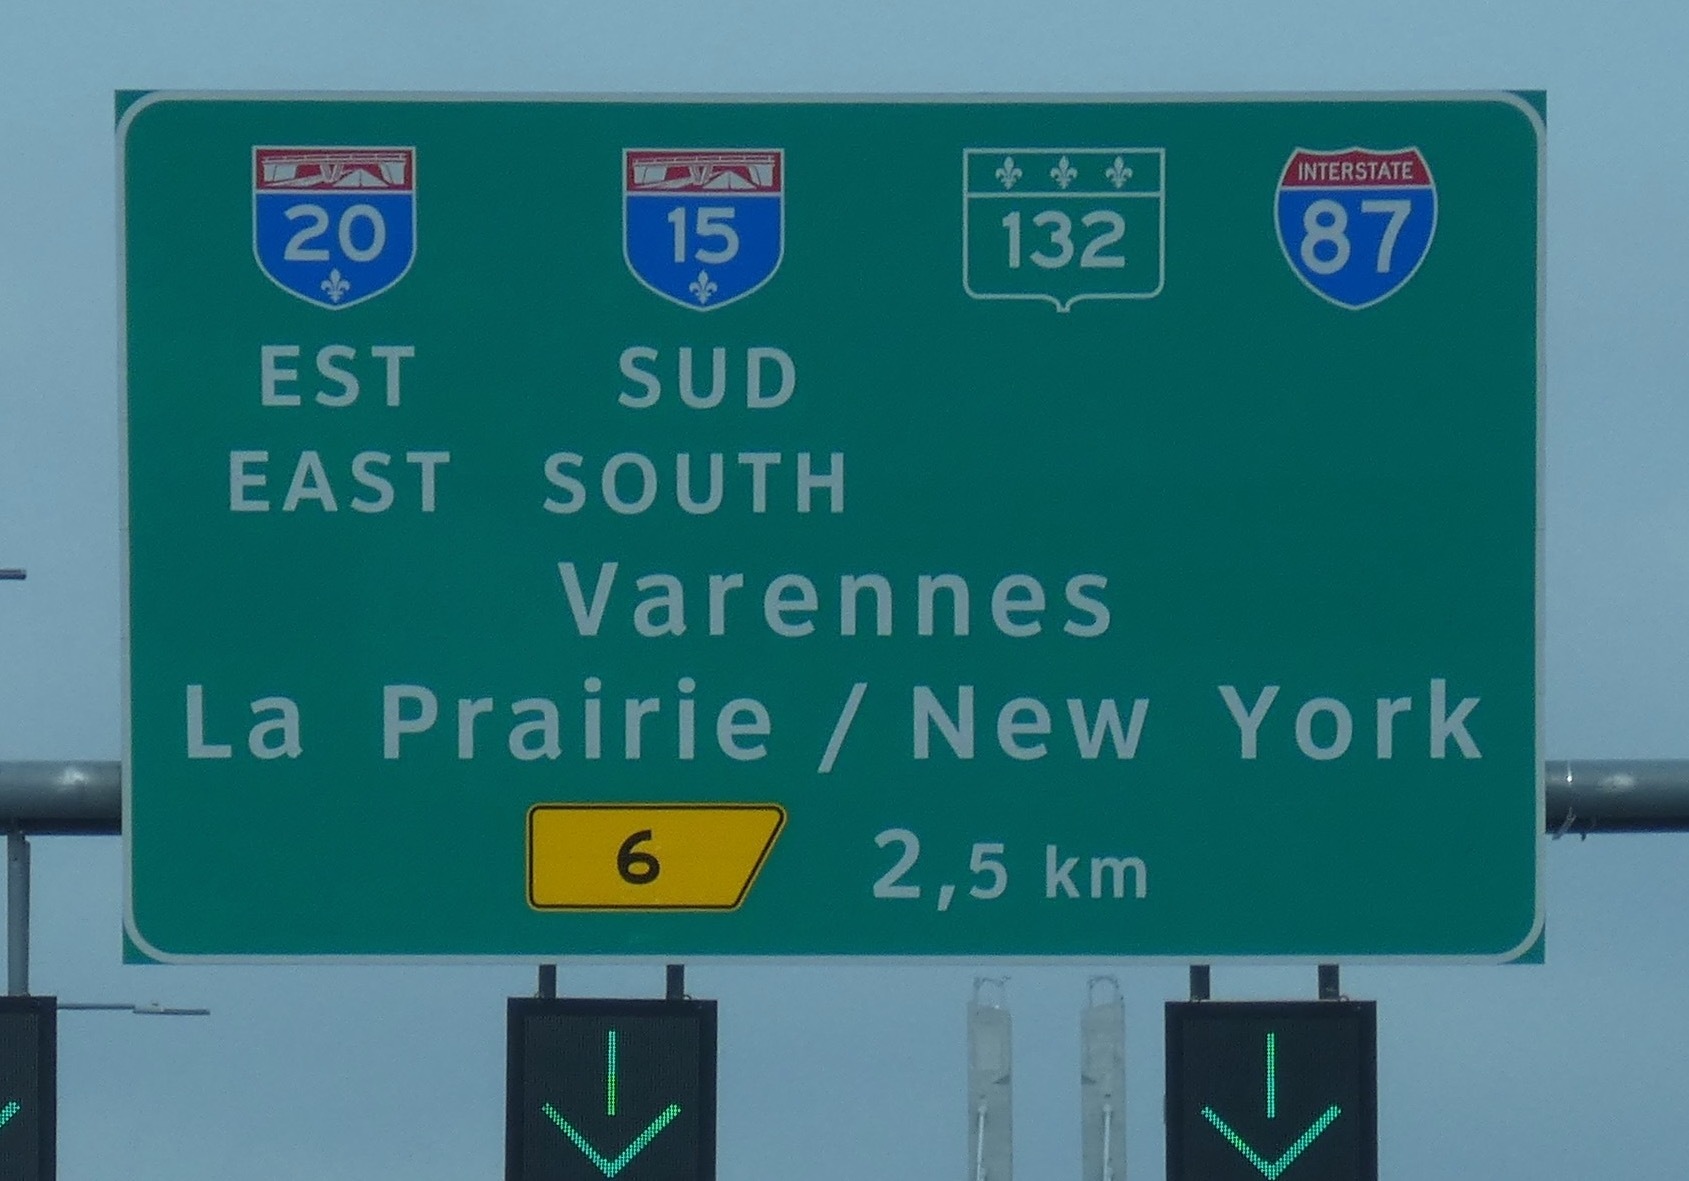 INTERSTATE
20 15 132 87
EST SUD
EAST SOUTH
Varennes
La Prairie / New York
6 2,5 km